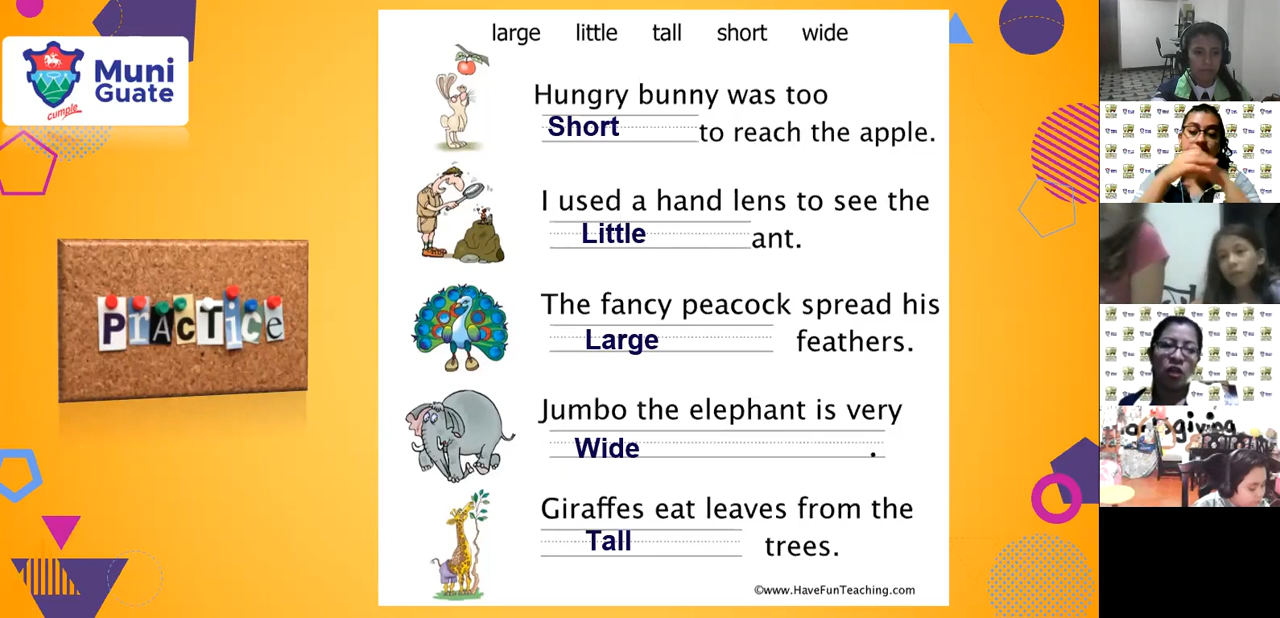 Muni
Guate
cumple
PrAcTice
large little tall short wide
Hungry bunny was too
Short to reach the apple.
I used a hand lens to see the
Little ant.
The fancy peacock spread his
Large feathers.
Jumbo the elephant is very
Wide .
Giraffes eat leaves from the
Tall trees.
©www.HaveFunTeaching.com